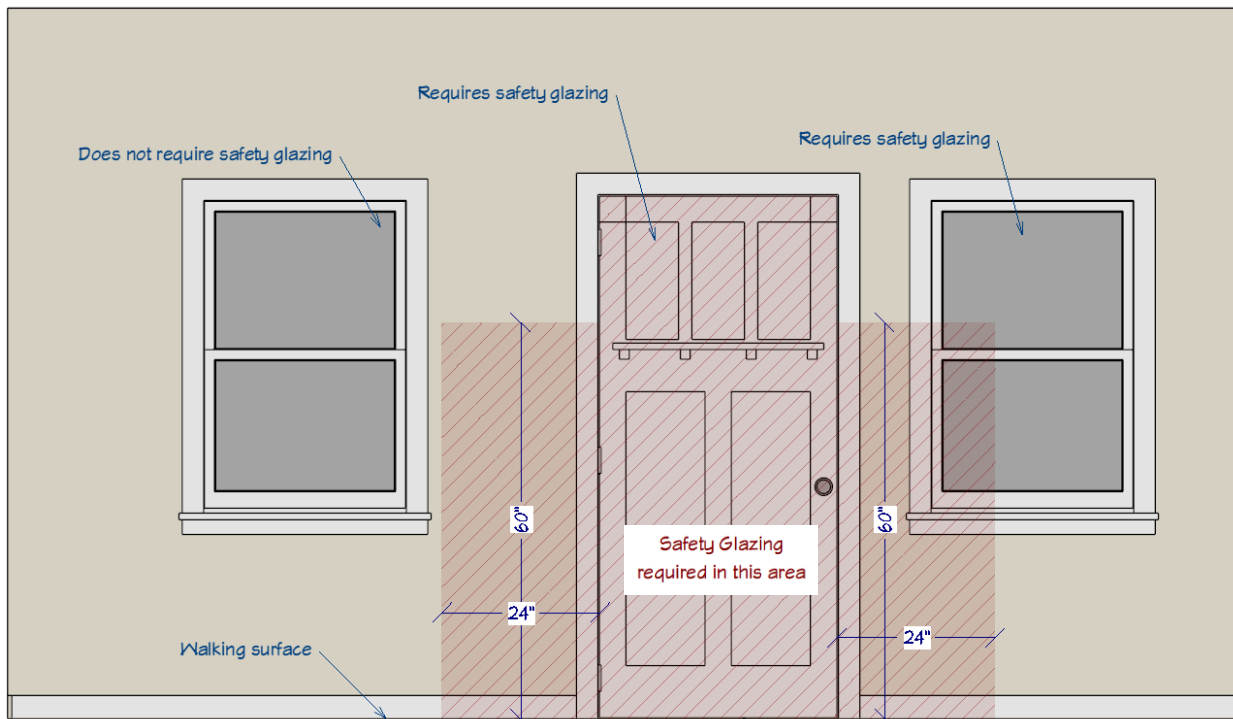 Requires safety glazing
Requires safety glazing
Does not require safety glazing
60"
60"
Safety Glazing
required in this area
24"
24"
Walking surface